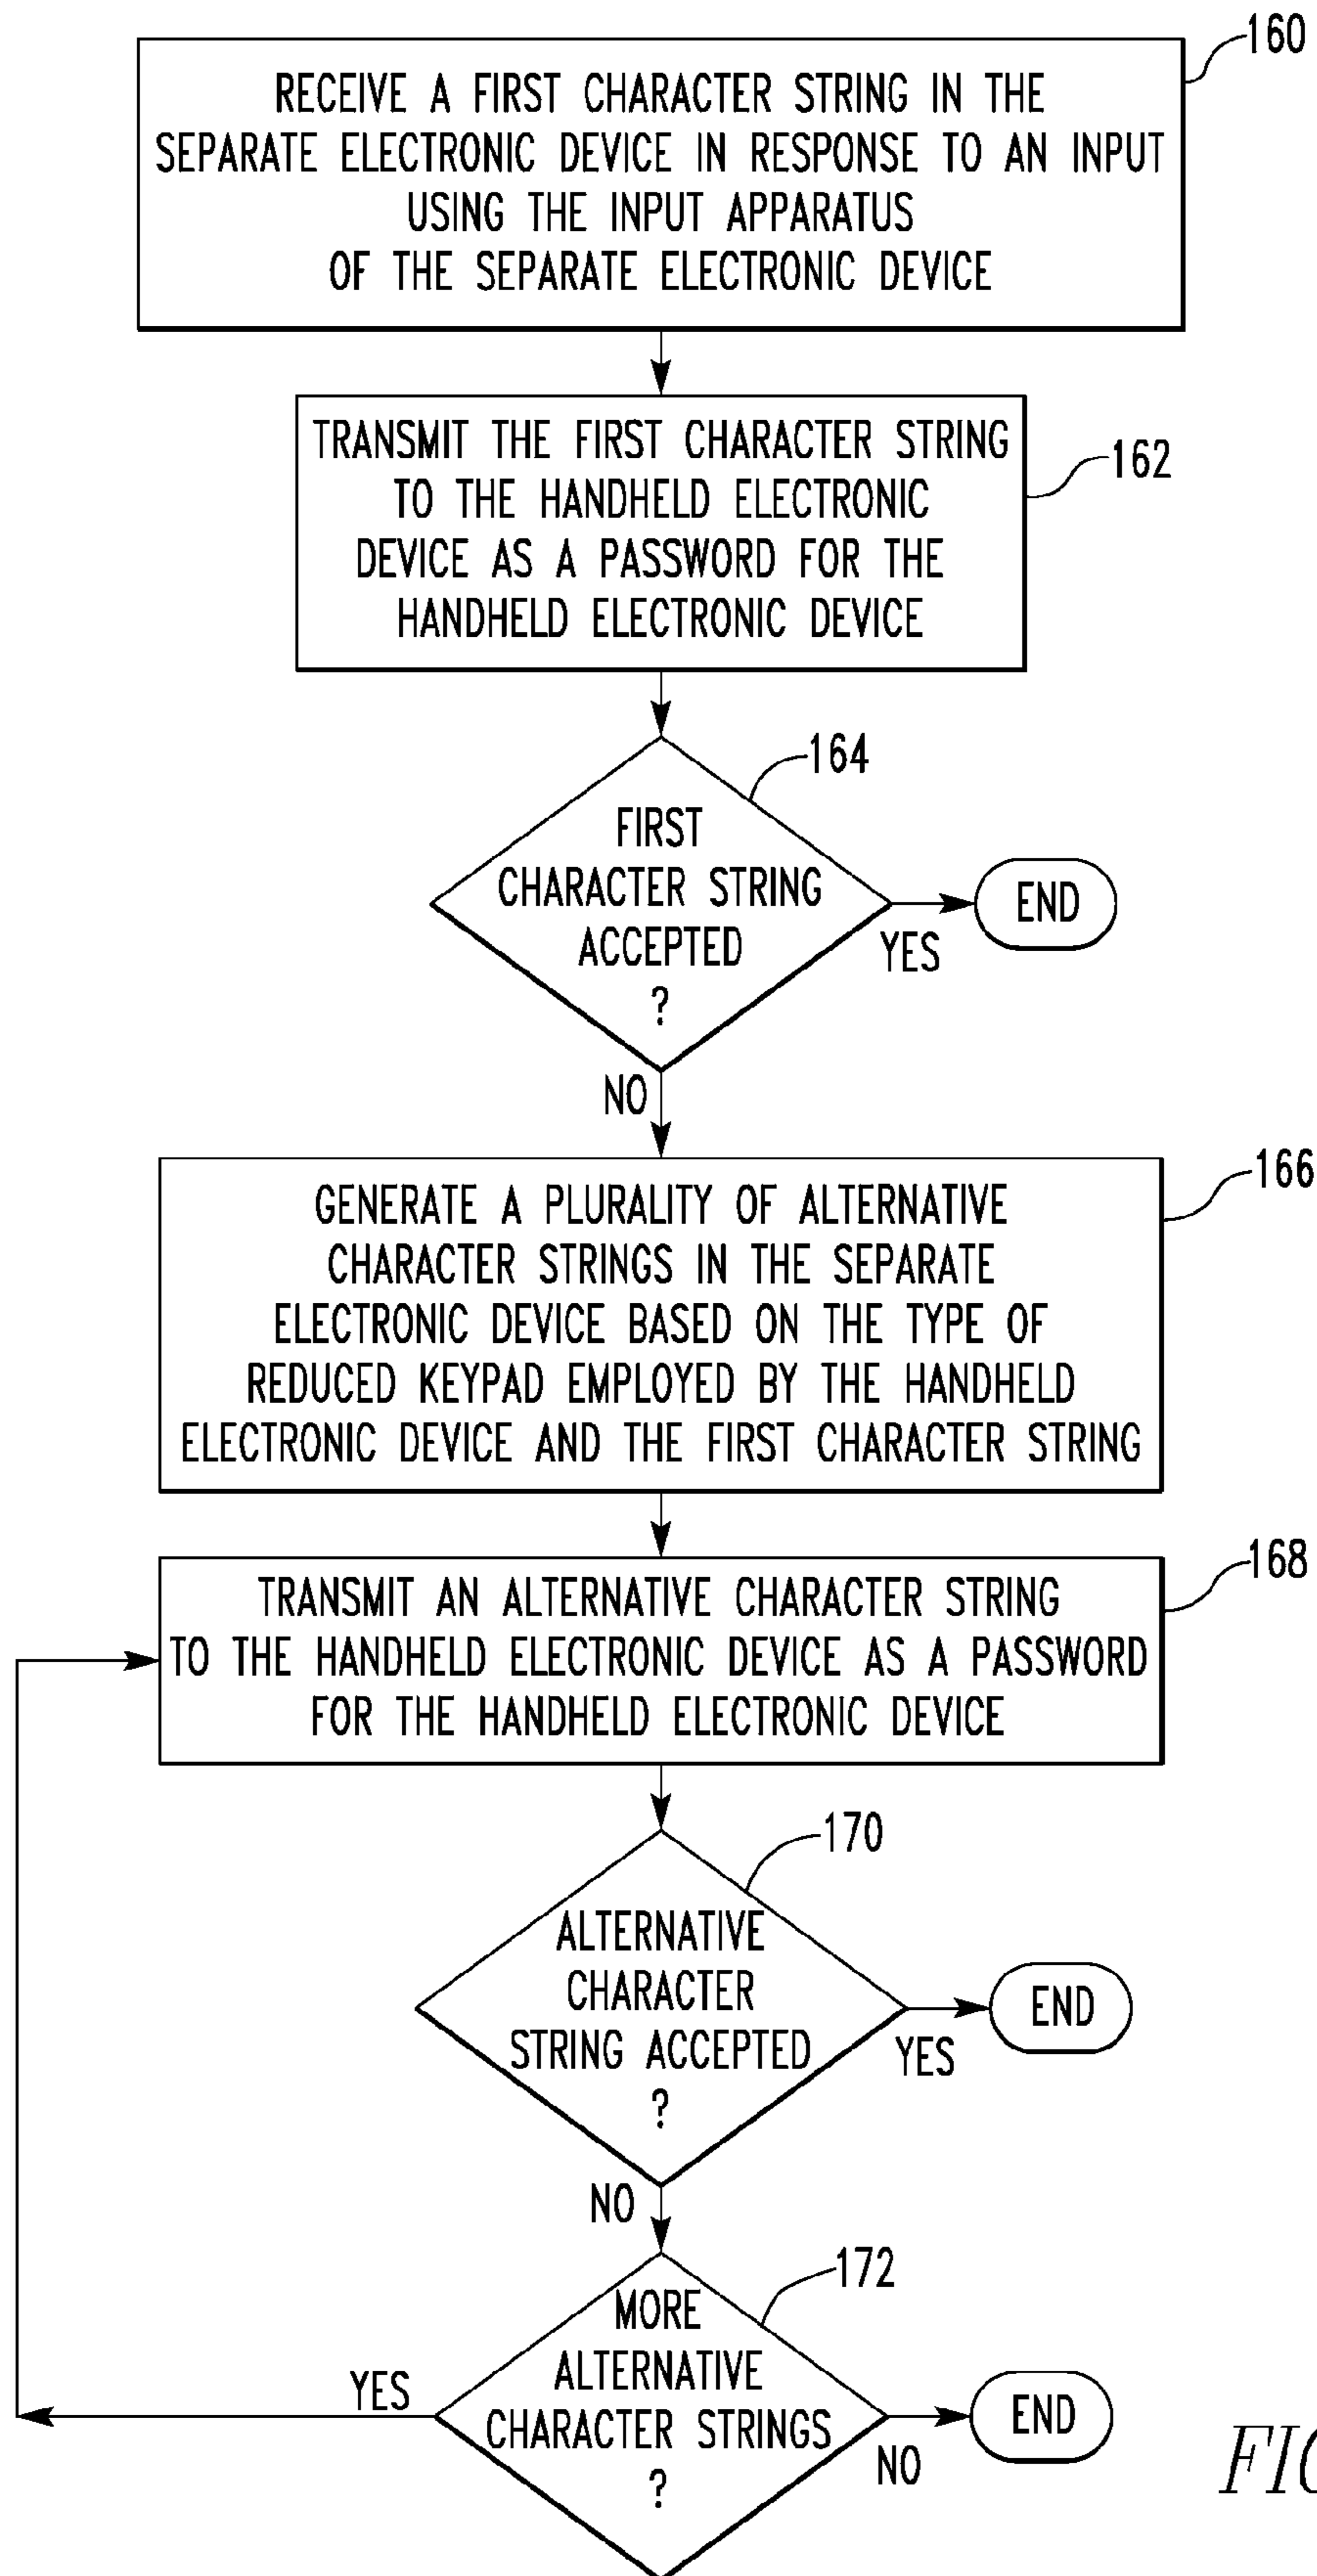 160
RECEIVE A FIRST CHARACTER STRING IN THE
SEPARATE ELECTRONIC DEVICE IN RESPONSE TO AN INPUT
USING THE INPUT APPARATUS
OF THE SEPARATE ELECTRONIC DEVICE
TRANSMIT THE FIRST CHARACTER STRING
TO THE HANDHELD ELECTRONIC
DEVICE AS A PASSWORD FOR THE
HANDHELD ELECTRONIC DEVICE
162
164
FIRST
CHARACTER STRING
ACCEPTED
?
YES
END
NO
166
GENERATE A PLURALITY OF ALTERNATIVE
CHARACTER STRINGS IN THE SEPARATE
ELECTRONIC DEVICE BASED ON THE TYPE OF
REDUCED KEYPAD EMPLOYED BY THE HANDHELD
ELECTRONIC DEVICE AND THE FIRST CHARACTER STRING
168
TRANSMIT AN ALTERNATIVE CHARACTER STRING
TO THE HANDHELD ELECTRONIC DEVICE AS A PASSWORD
FOR THE HANDHELD ELECTRONIC DEVICE
170
ALTERNATIVE
CHARACTER
STRING ACCEPTED
?
YES
END
NO
172
MORE
ALTERNATIVE
CHARACTER STRINGS
?
YES
NO
END